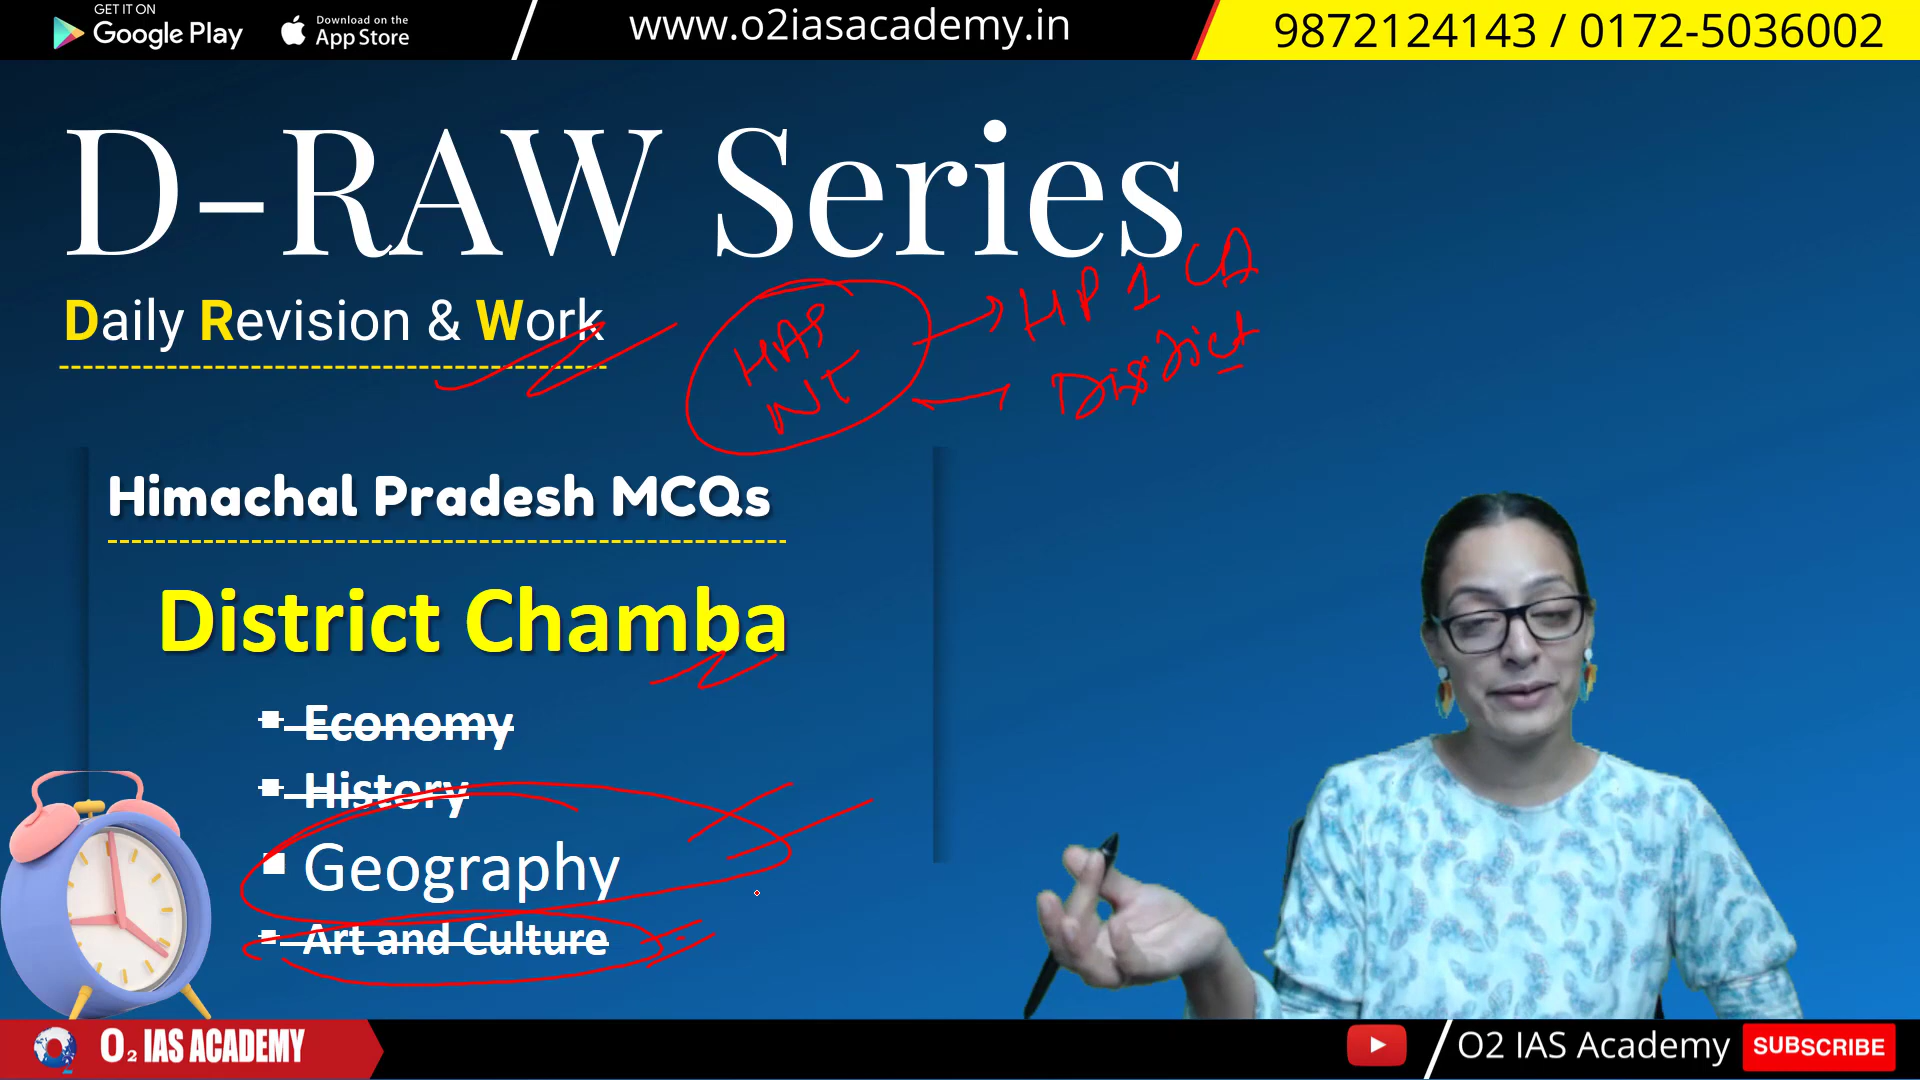 GET IT ON
Google Play
Download on the
App Store
www.o2iasacademy.in
9872124143 / 0172-5036002
D-RAW Series
Daily Revision & Work
HAS
NT
HP 1 CA
District
Himachal Pradesh MCQs
District Chamba
Economy
History
Geography
Art and Culture
O2 IAS ACADEMY
O2 IAS Academy
SUBSCRIBE